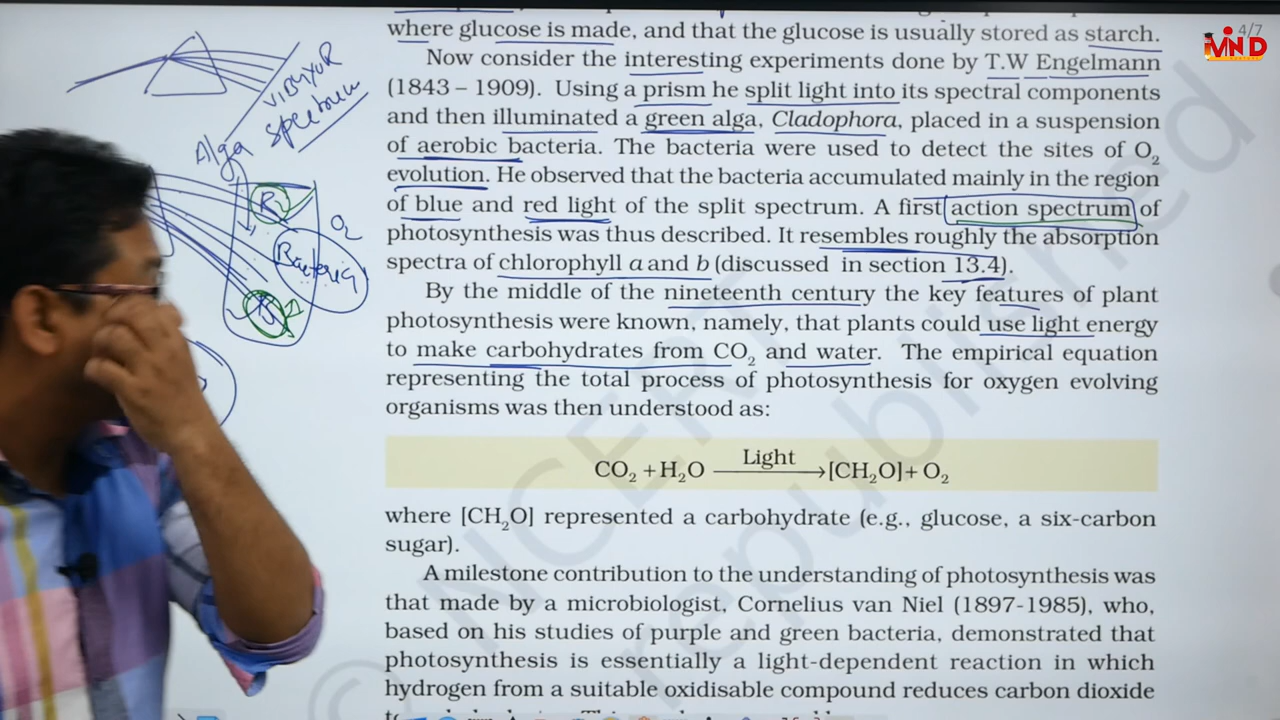 where glucose is made, and that the glucose is usually stored as starch.
Now consider the interesting experiments done by T.W Engelmann
(1843 – 1909). Using a prism he split light into its spectral components
and then illuminated a green alga, Cladophora, placed in a suspension
of aerobic bacteria. The bacteria were used to detect the sites of O₂
evolution. He observed that the bacteria accumulated mainly in the region
of blue and red light of the split spectrum. A first action spectrum of
photosynthesis was thus described. It resembles roughly the absorption
spectra of chlorophyll a and b (discussed in section 13.4).
By the middle of the nineteenth century the key features of plant
photosynthesis were known, namely, that plants could use light energy
to make carbohydrates from CO₂ and water. The empirical equation
representing the total process of photosynthesis for oxygen evolving
organisms was then understood as:
CO₂ + H₂O Light → [CH₂O] + O₂
where [CH₂O] represented a carbohydrate (e.g., glucose, a six-carbon
sugar).
A milestone contribution to the understanding of photosynthesis was
that made by a microbiologist, Cornelius van Niel (1897-1985), who,
based on his studies of purple and green bacteria, demonstrated that
photosynthesis is essentially a light-dependent reaction in which
hydrogen from a suitable oxidisable compound reduces carbon dioxide
VIBGYOR
Spectrum
Alga
R
O₂
Bacteria
B
4/7
MIND
© NCERT
republished